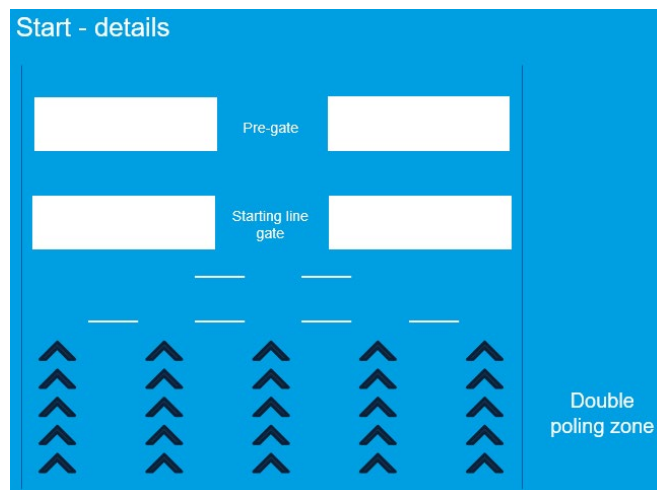 Start - details
Pre-gate
Starting line
gate
Double
poling zone